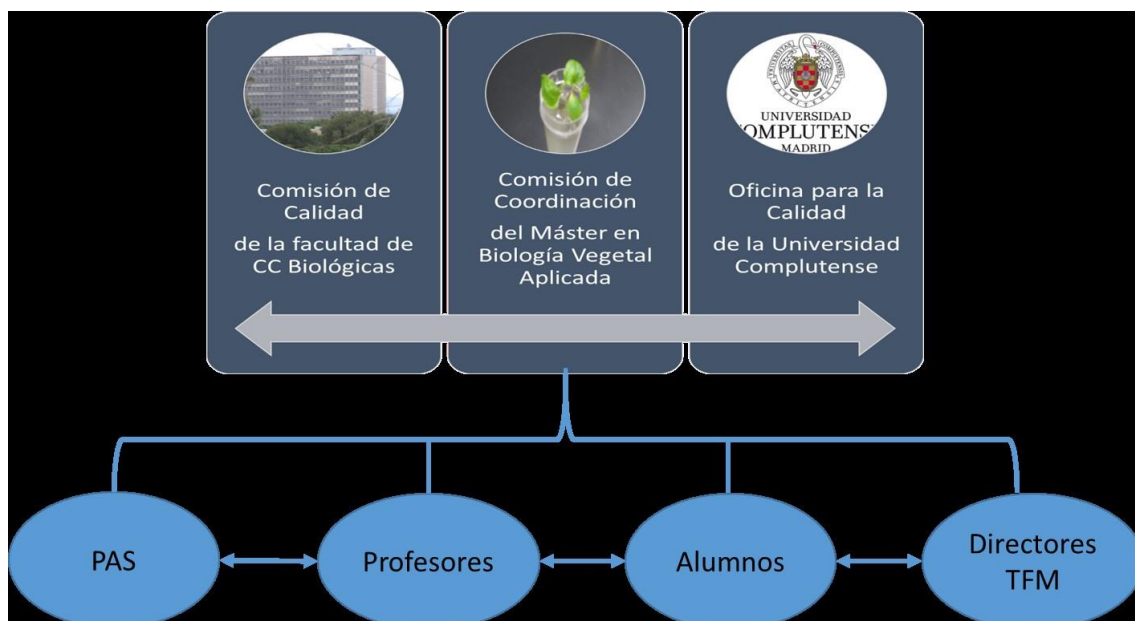 Comisión de
Calidad
de la facultad de
CC Biológicas
Comisión de
Coordinación
del Máster en
Biología Vegetal
Aplicada
UNIVERSIDAD
OMPLUTENS
MADRID
Oficina para la
Calidad
de la Universidad
Complutense
PAS
Profesores
Alumnos
Directores
TFM